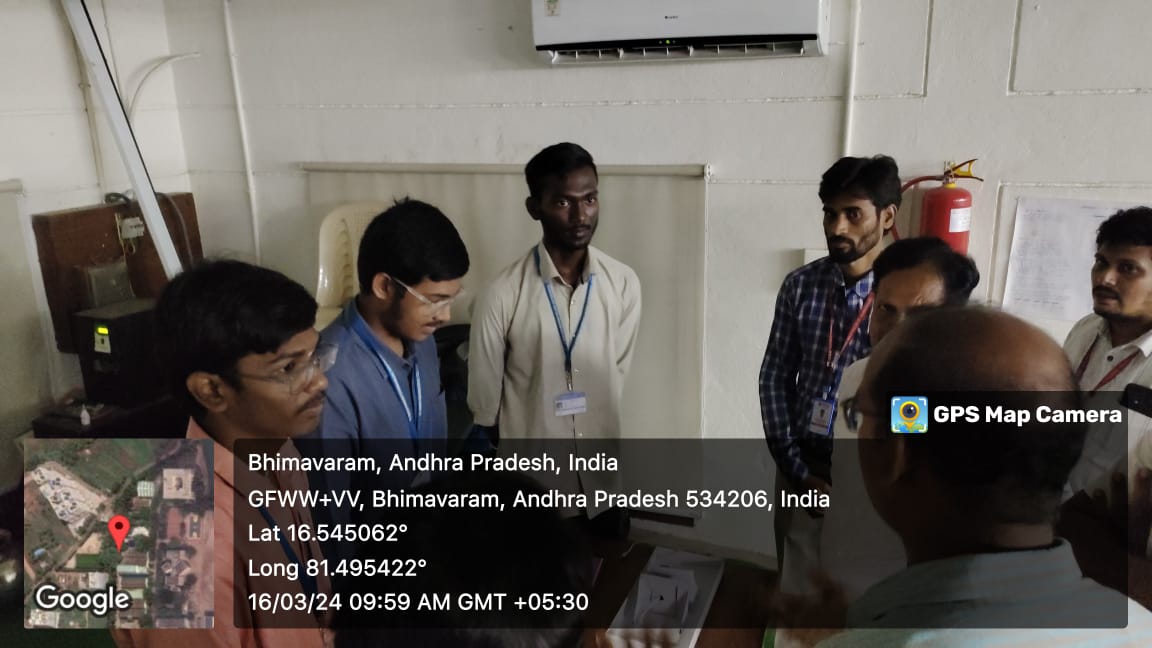 GPS Map Camera
Bhimavaram, Andhra Pradesh, India
GFWW+VV, Bhimavaram, Andhra Pradesh 534206, India
Lat 16.545062°
Long 81.495422°
16/03/24 09:59 AM GMT +05:30
Google